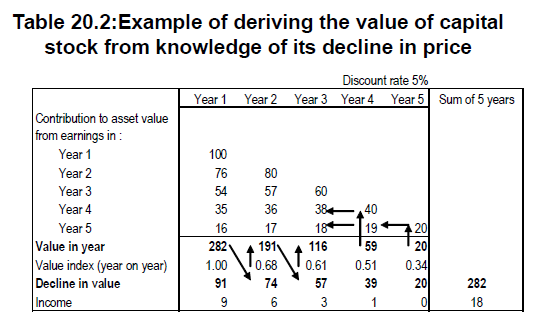 Table 20.2:Example of deriving the value of capital
stock from knowledge of its decline in price
Discount rate 5%
Year 1 Year 2 Year 3 Year 4 Year 5 Sum of 5 years
Contribution to asset value
from earnings in :
Year 1 100
Year 2 76 80
Year 3 54 57 60
Year 4 35 36 38 40
Year 5 16 17 18 19 20
Value in year 282 191 116 59 20
Value index (year on year) 1.00 0.68 0.61 0.51 0.34
Decline in value 91 74 57 39 20 282
Income 9 6 3 1 0 18